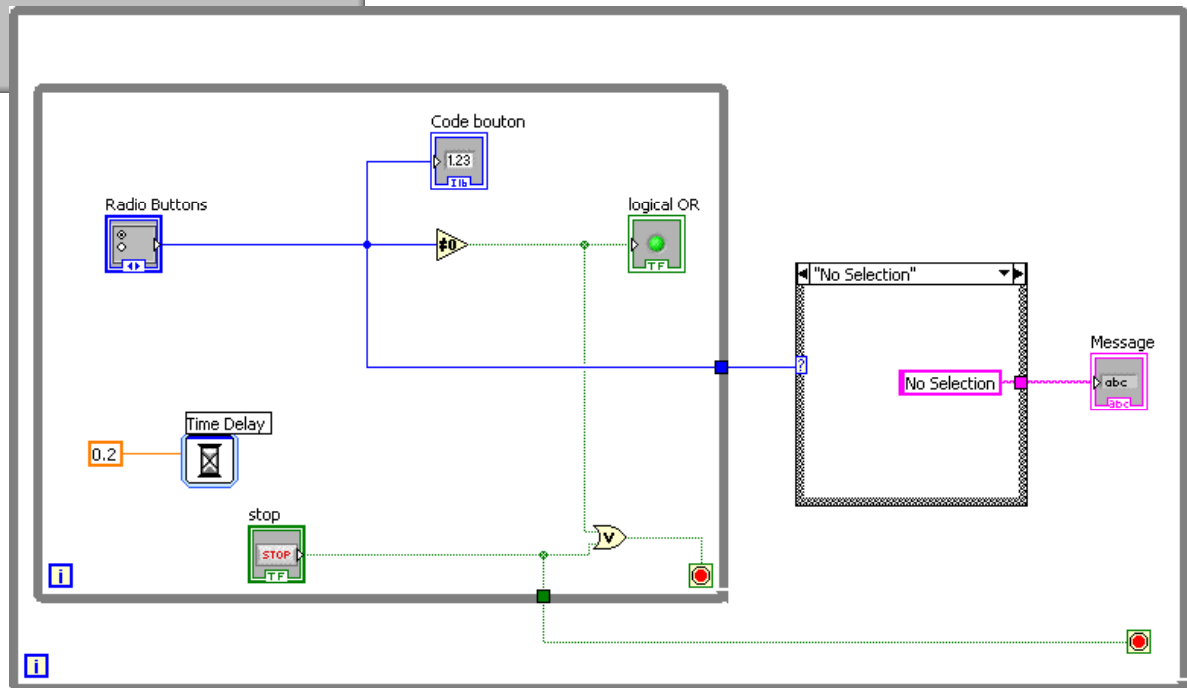 Code bouton
1.23
I16
Radio Buttons
≠0
logical OR
TF
"No Selection"
?
No Selection
Message
abc
abc
Time Delay
0.2
stop
STOP
TF
V
i
i